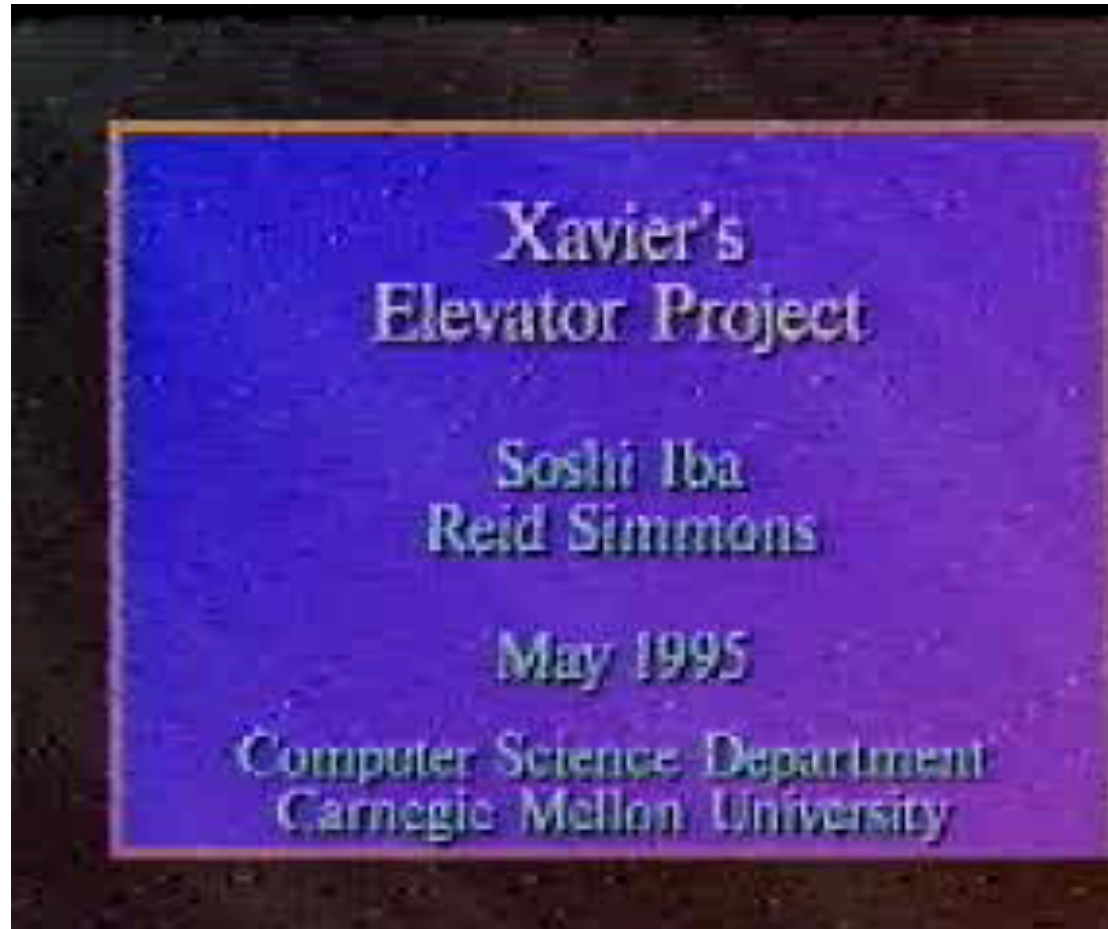 Xavier's
Elevator Project
Soshi Iba
Reid Simmons
May 1995
Computer Science Department
Carnegie Mellon University